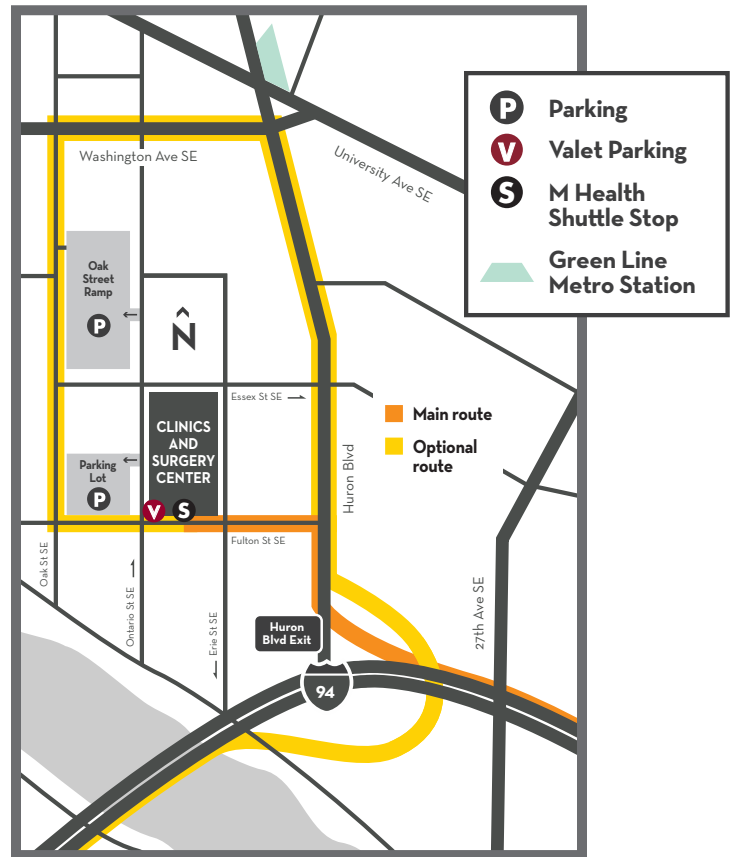 P Parking
V Valet Parking
S M Health
Shuttle Stop
Green Line
Metro Station
Washington Ave SE
University Ave SE
Oak
Street
Ramp
P
N
Essex St SE
Main route
Optional
route
CLINICS
AND
SURGERY
CENTER
Parking
Lot
P
V
S
Huron Blvd
Fulton St SE
Oak St SE
Ontario St SE
Erie St SE
27th Ave SE
Huron
Blvd Exit
94